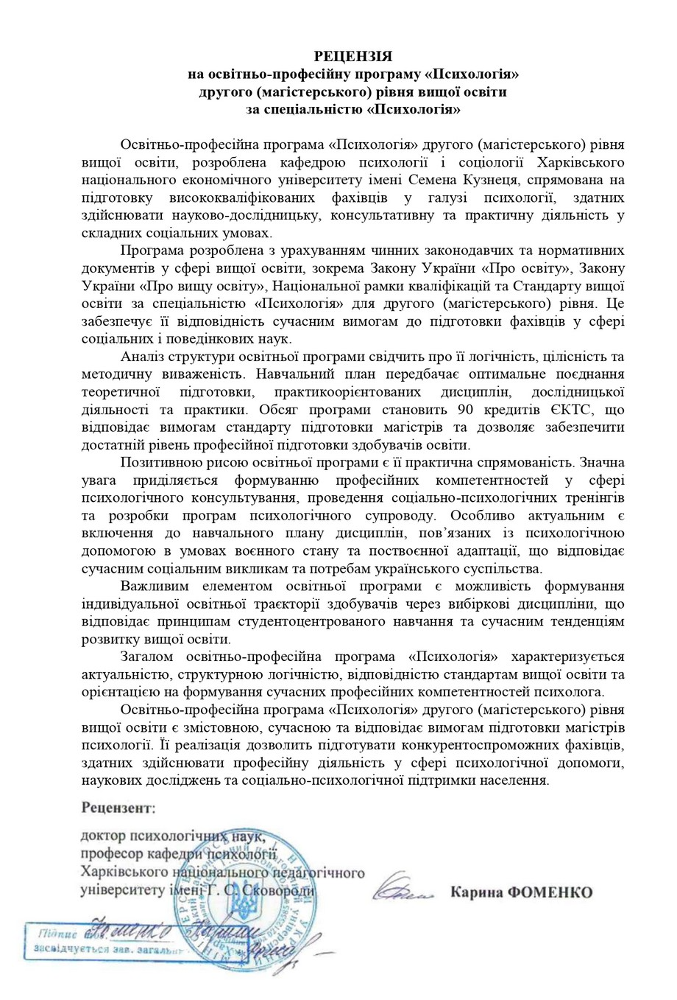 РЕЦЕНЗІЯ
на освітньо-професійну програму «Психологія»
другого (магістерського) рівня вищої освіти
за спеціальністю «Психологія»
Освітньо-професійна програма «Психологія» другого (магістерського) рівня
вищої освіти, розроблена кафедрою психології і соціології Харківського
національного економічного університету імені Семена Кузнеця, спрямована на
підготовку висококваліфікованих фахівців у галузі психології, здатних
здійснювати науково-дослідницьку, консультативну та практичну діяльність у
складних соціальних умовах.
Програма розроблена з урахуванням чинних законодавчих та нормативних
документів у сфері вищої освіти, зокрема Закону України «Про освіту», Закону
України «Про вищу освіту», Національної рамки кваліфікацій та Стандарту вищої
освіти за спеціальністю «Психологія» для другого (магістерського) рівня. Це
забезпечує її відповідність сучасним вимогам до підготовки фахівців у сфері
соціальних і поведінкових наук.
Аналіз структури освітньої програми свідчить про її логічність, цілісність та
методичну виваженість. Навчальний план передбачає оптимальне поєднання
теоретичної підготовки, практикоорієнтованих дисциплін, дослідницької
діяльності та практики. Обсяг програми становить 90 кредитів ЄКТС, що
відповідає вимогам стандарту підготовки магістрів та дозволяє забезпечити
достатній рівень професійної підготовки здобувачів освіти.
Позитивною рисою освітньої програми є її практична спрямованість. Значна
увага приділяється формуванню професійних компетентностей у сфері
психологічного консультування, проведення соціально-психологічних тренінгів
та розробки програм психологічного супроводу. Особливо актуальним є
включення до навчального плану дисциплін, пов’язаних із психологічною
допомогою в умовах воєнного стану та поствоєнної адаптації, що відповідає
сучасним соціальним викликам та потребам українського суспільства.
Важливим елементом освітньої програми є можливість формування
індивідуальної освітньої траєкторії здобувачів через вибіркові дисципліни, що
відповідає принципам студентоцентрованого навчання та сучасним тенденціям
розвитку вищої освіти.
Загалом освітньо-професійна програма «Психологія» характеризується
актуальністю, структурною логічністю, відповідністю стандартам вищої освіти та
орієнтацією на формування сучасних професійних компетентностей психолога.
Освітньо-професійна програма «Психологія» другого (магістерського) рівня
вищої освіти є змістовною, сучасною та відповідає вимогам підготовки магістрів
психології. Її реалізація дозволить підготувати конкурентоспроможних фахівців,
здатних здійснювати професійну діяльність у сфері психологічної допомоги,
наукових досліджень та соціально-психологічної підтримки населення.
Рецензент:
доктор психологічних наук,
професор кафедри психології
Харківського національного педагогічного
університету імені Г. С. Сковороди
Карина ФОМЕНКО
Підпис
Фоменко Карини
засвідчується зав. загальн